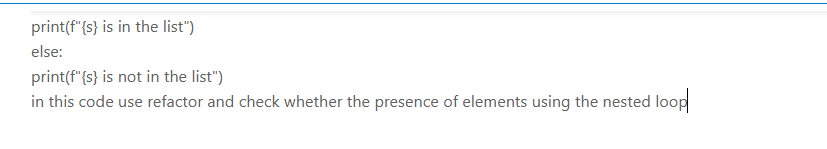 print(f"{s} is in the list")
else:
print(f"{s} is not in the list")
in this code use refactor and check whether the presence of elements using the nested loop